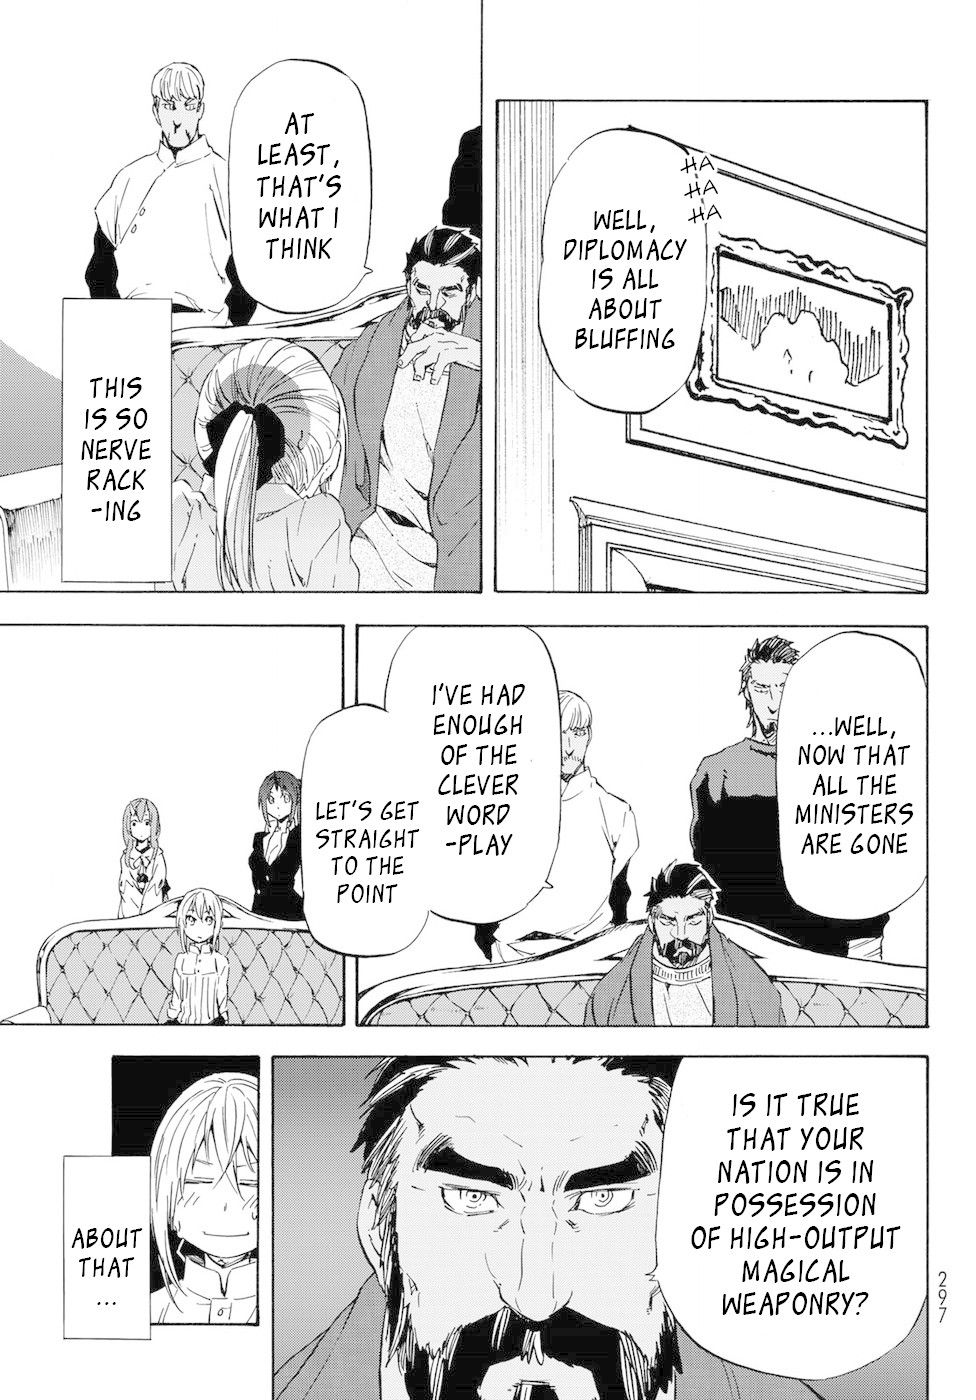 HA
HA
HA
WELL,
DIPLOMACY
IS ALL
ABOUT
BLUFFING
AT
LEAST,
THAT'S
WHAT I
THINK
THIS
IS SO
NERVE
RACK
-ING
...WELL,
NOW THAT
ALL THE
MINISTERS
ARE GONE
I'VE HAD
ENOUGH
OF THE
CLEVER
WORD
-PLAY
LET'S GET
STRAIGHT
TO THE
POINT
IS IT TRUE
THAT YOUR
NATION IS IN
POSSESSION
OF HIGH-OUTPUT
MAGICAL
WEAPONRY?
ABOUT
THAT
...
297